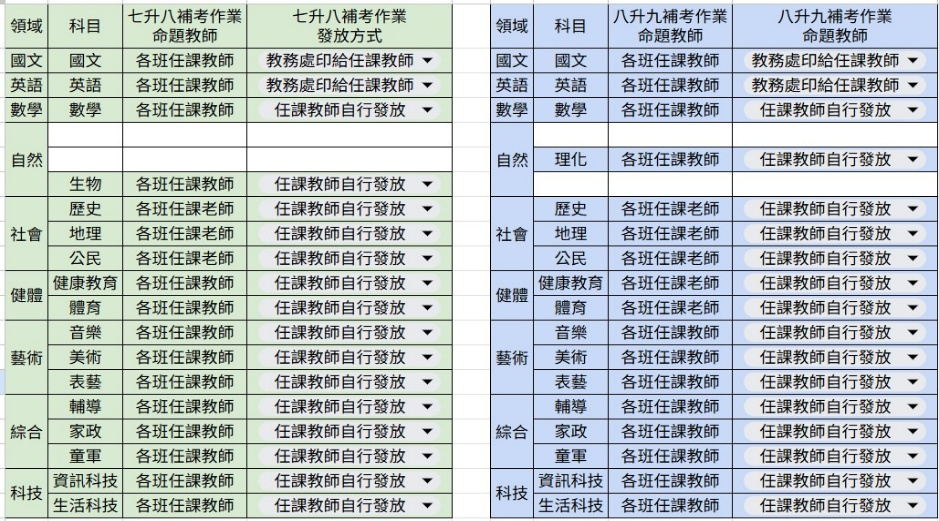 領域 科目 七升八補考作業命題教師 七升八補考作業發放方式
國文 國文 各班任課教師 教務處印給任課教師
英語 英語 各班任課教師 教務處印給任課教師
數學 數學 各班任課教師 任課教師自行發放
自然
生物 各班任課教師 任課教師自行發放
社會 歷史 各班任課老師 任課教師自行發放
地理 各班任課老師 任課教師自行發放
公民 各班任課老師 任課教師自行發放
健體 健康教育 各班任課教師 任課教師自行發放
體育 各班任課教師 任課教師自行發放
藝術 音樂 各班任課教師 任課教師自行發放
美術 各班任課教師 任課教師自行發放
表藝 各班任課教師 任課教師自行發放
綜合 輔導 各班任課教師 任課教師自行發放
家政 各班任課教師 任課教師自行發放
童軍 各班任課教師 任課教師自行發放
科技 資訊科技 各班任課教師 任課教師自行發放
生活科技 各班任課教師 任課教師自行發放
領域 科目 八升九補考作業命題教師 八升九補考作業命題教師
國文 國文 各班任課教師 教務處印給任課教師
英語 英語 各班任課教師 教務處印給任課教師
數學 數學 各班任課教師 任課教師自行發放
自然 理化 各班任課教師 任課教師自行發放
社會 歷史 各班任課老師 任課教師自行發放
地理 各班任課老師 任課教師自行發放
公民 各班任課老師 任課教師自行發放
健體 健康教育 各班任課老師 任課教師自行發放
體育 各班任課老師 任課教師自行發放
藝術 音樂 各班任課教師 任課教師自行發放
美術 各班任課教師 任課教師自行發放
表藝 各班任課教師 任課教師自行發放
綜合 輔導 各班任課教師 任課教師自行發放
家政 各班任課教師 任課教師自行發放
童軍 各班任課教師 任課教師自行發放
科技 資訊科技 各班任課教師 任課教師自行發放
生活科技 各班任課教師 任課教師自行發放